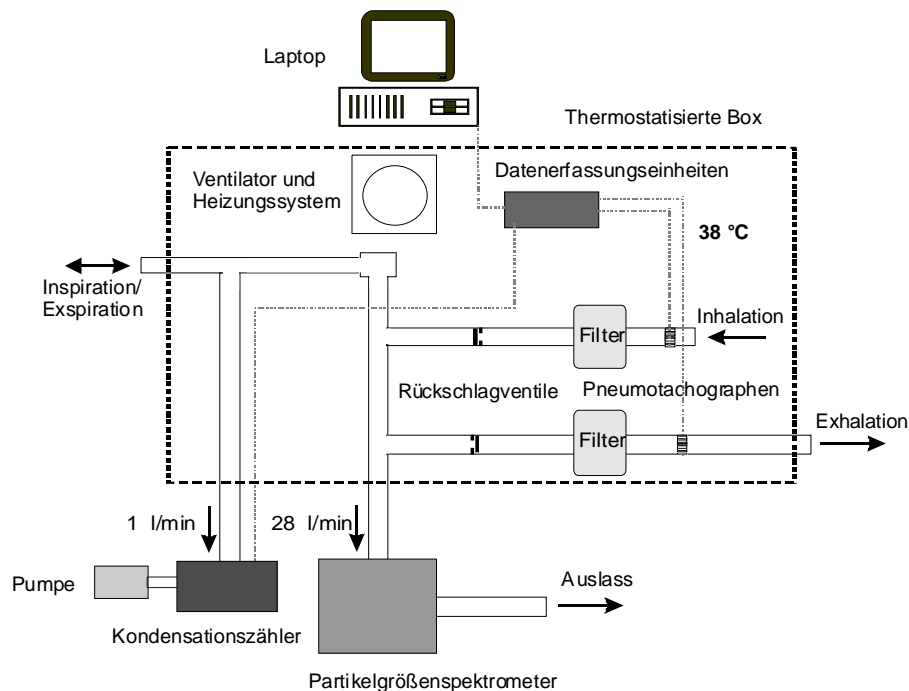 Laptop
Thermostatisierte Box
Ventilator und
Heizungssystem
Datenerfassungseinheiten
38 °C
Inspiration/
Exspiration
Filter
Inhalation
Rückschlagventile
Pneumotachographen
Filter
Exhalation
1 l/min
28 l/min
Pumpe
Auslass
Kondensationszähler
Partikelgrößenspektrometer